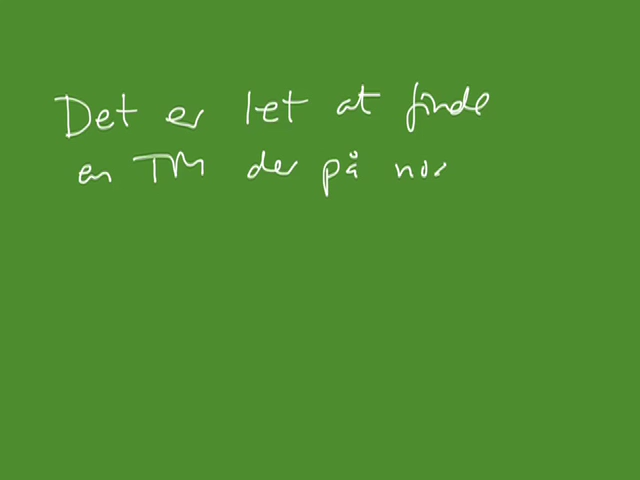 Det er let at finde
en TM der på